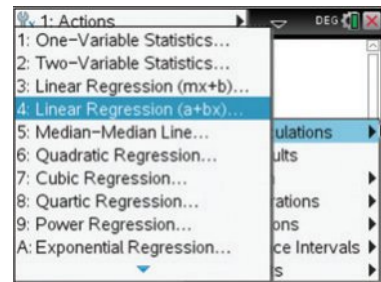 1: Actions DEG
1: One-Variable Statistics...
2: Two-Variable Statistics...
3: Linear Regression (mx+b)...
4: Linear Regression (a+bx)...
5: Median-Median Line... ulations
6: Quadratic Regression... ults
7: Cubic Regression...
8: Quartic Regression... ations
9: Power Regression... ons
A: Exponential Regression... ce Intervals
s